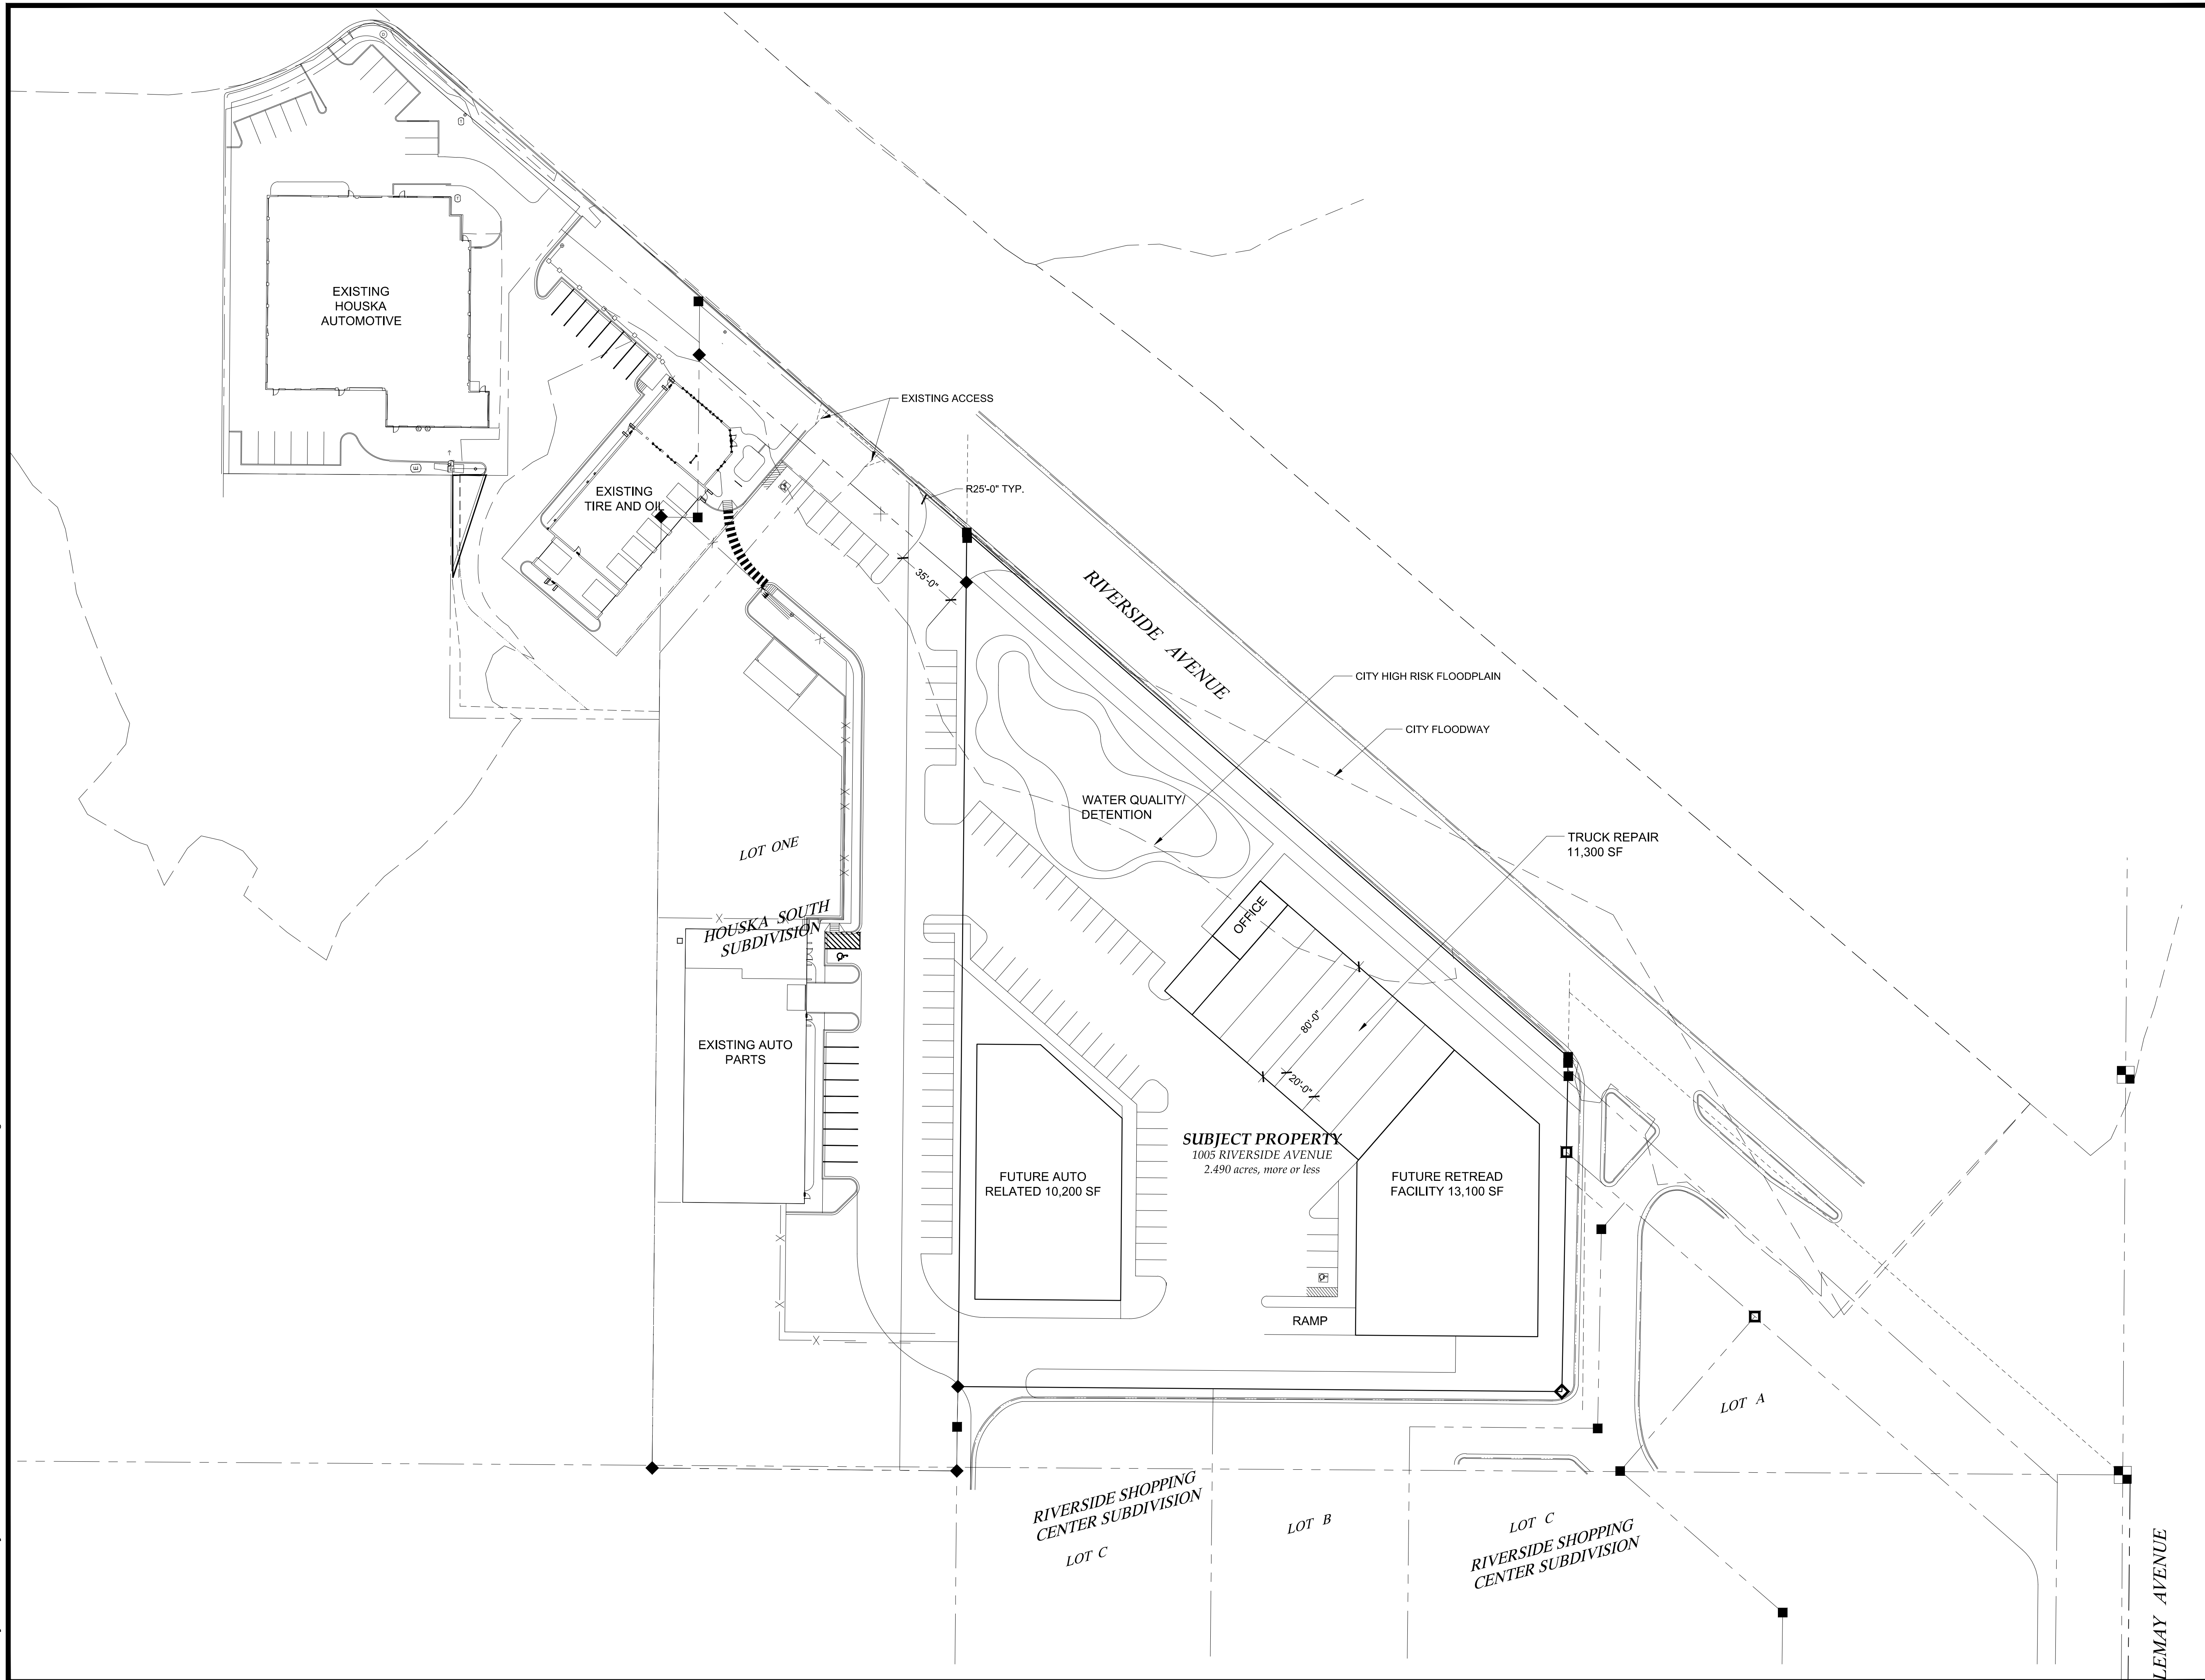 EXISTING
HOUSKA
AUTOMOTIVE
EXISTING ACCESS
R25'-0" TYP.
EXISTING
TIRE AND OIL
35'-0"
RIVERSIDE AVENUE
CITY HIGH RISK FLOODPLAIN
CITY FLOODWAY
WATER QUALITY/
DETENTION
TRUCK REPAIR
11,300 SF
LOT ONE
HOUSKA SOUTH
SUBDIVISION
OFFICE
80'-0"
20'-0"
EXISTING AUTO
PARTS
SUBJECT PROPERTY
1005 RIVERSIDE AVENUE
2.490 acres, more or less
FUTURE AUTO
RELATED 10,200 SF
FUTURE RETREAD
FACILITY 13,100 SF
RAMP
LOT A
RIVERSIDE SHOPPING
CENTER SUBDIVISION
LOT C
LOT B
LOT C
RIVERSIDE SHOPPING
CENTER SUBDIVISION
LEMAY AVENUE